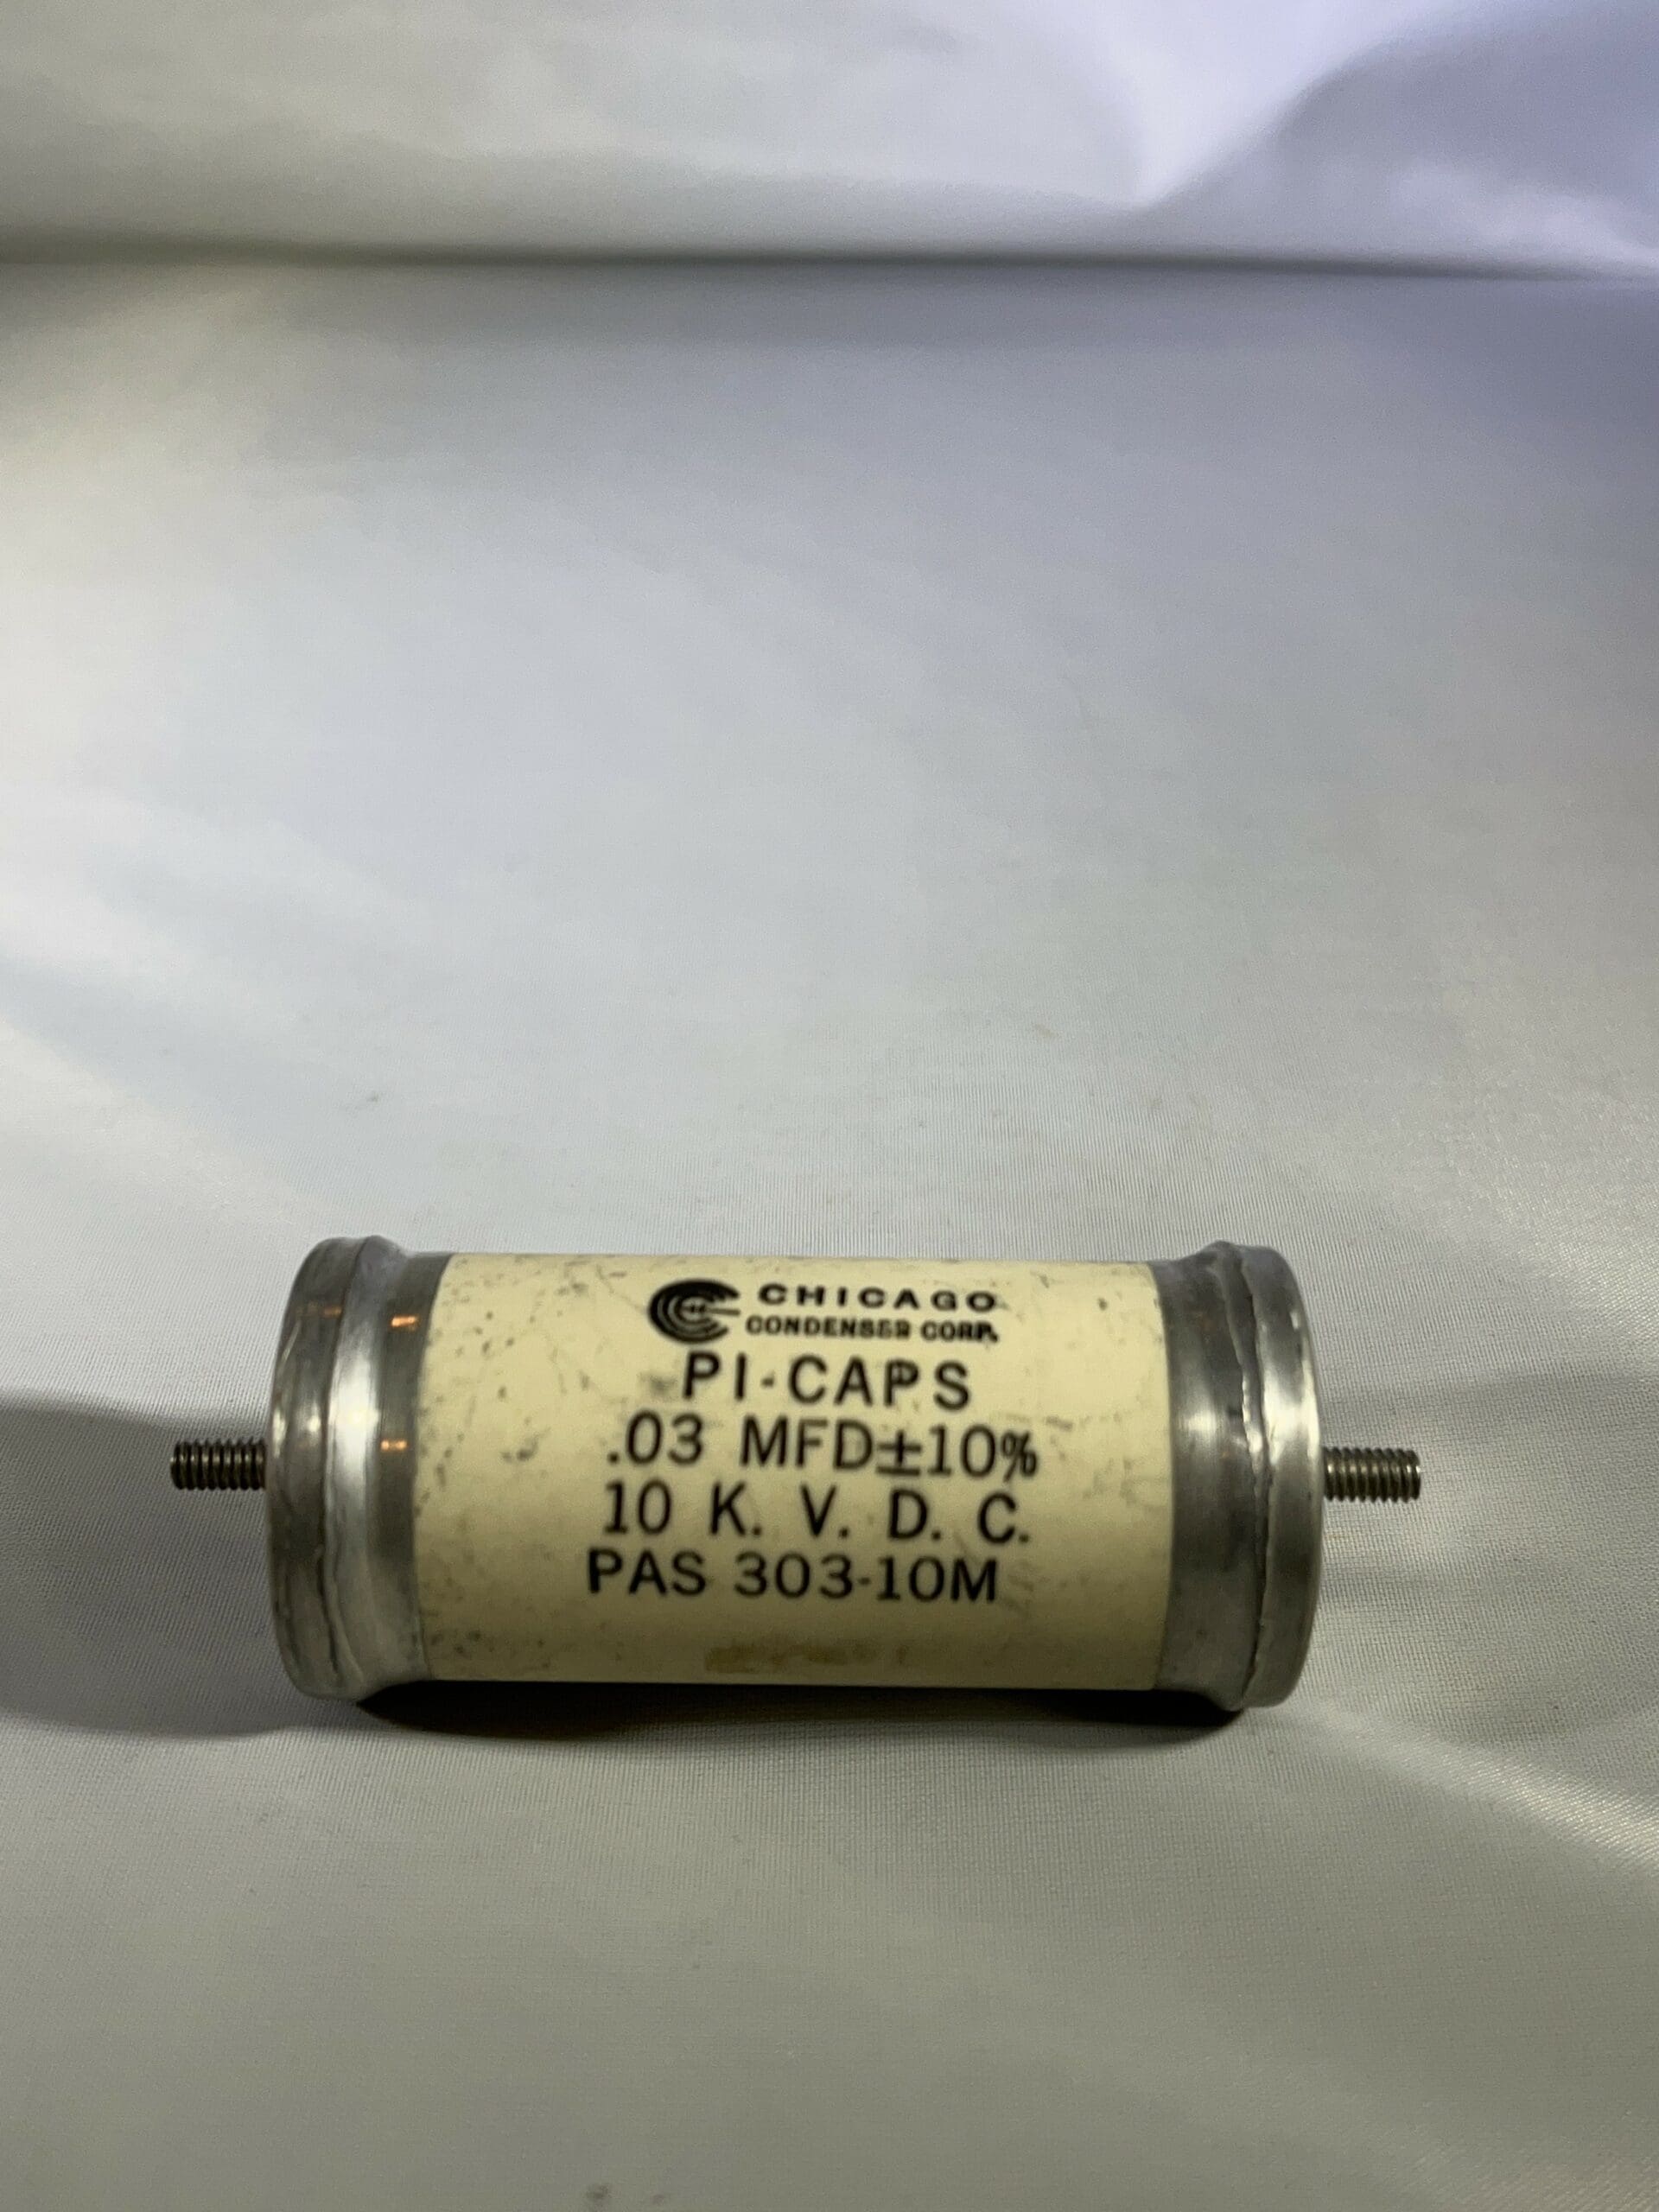 CHICAGO
CONDENSER CORP.
PI-CAPS
.03 MFD±10%
10 K. V. D. C.
PAS 303-10M